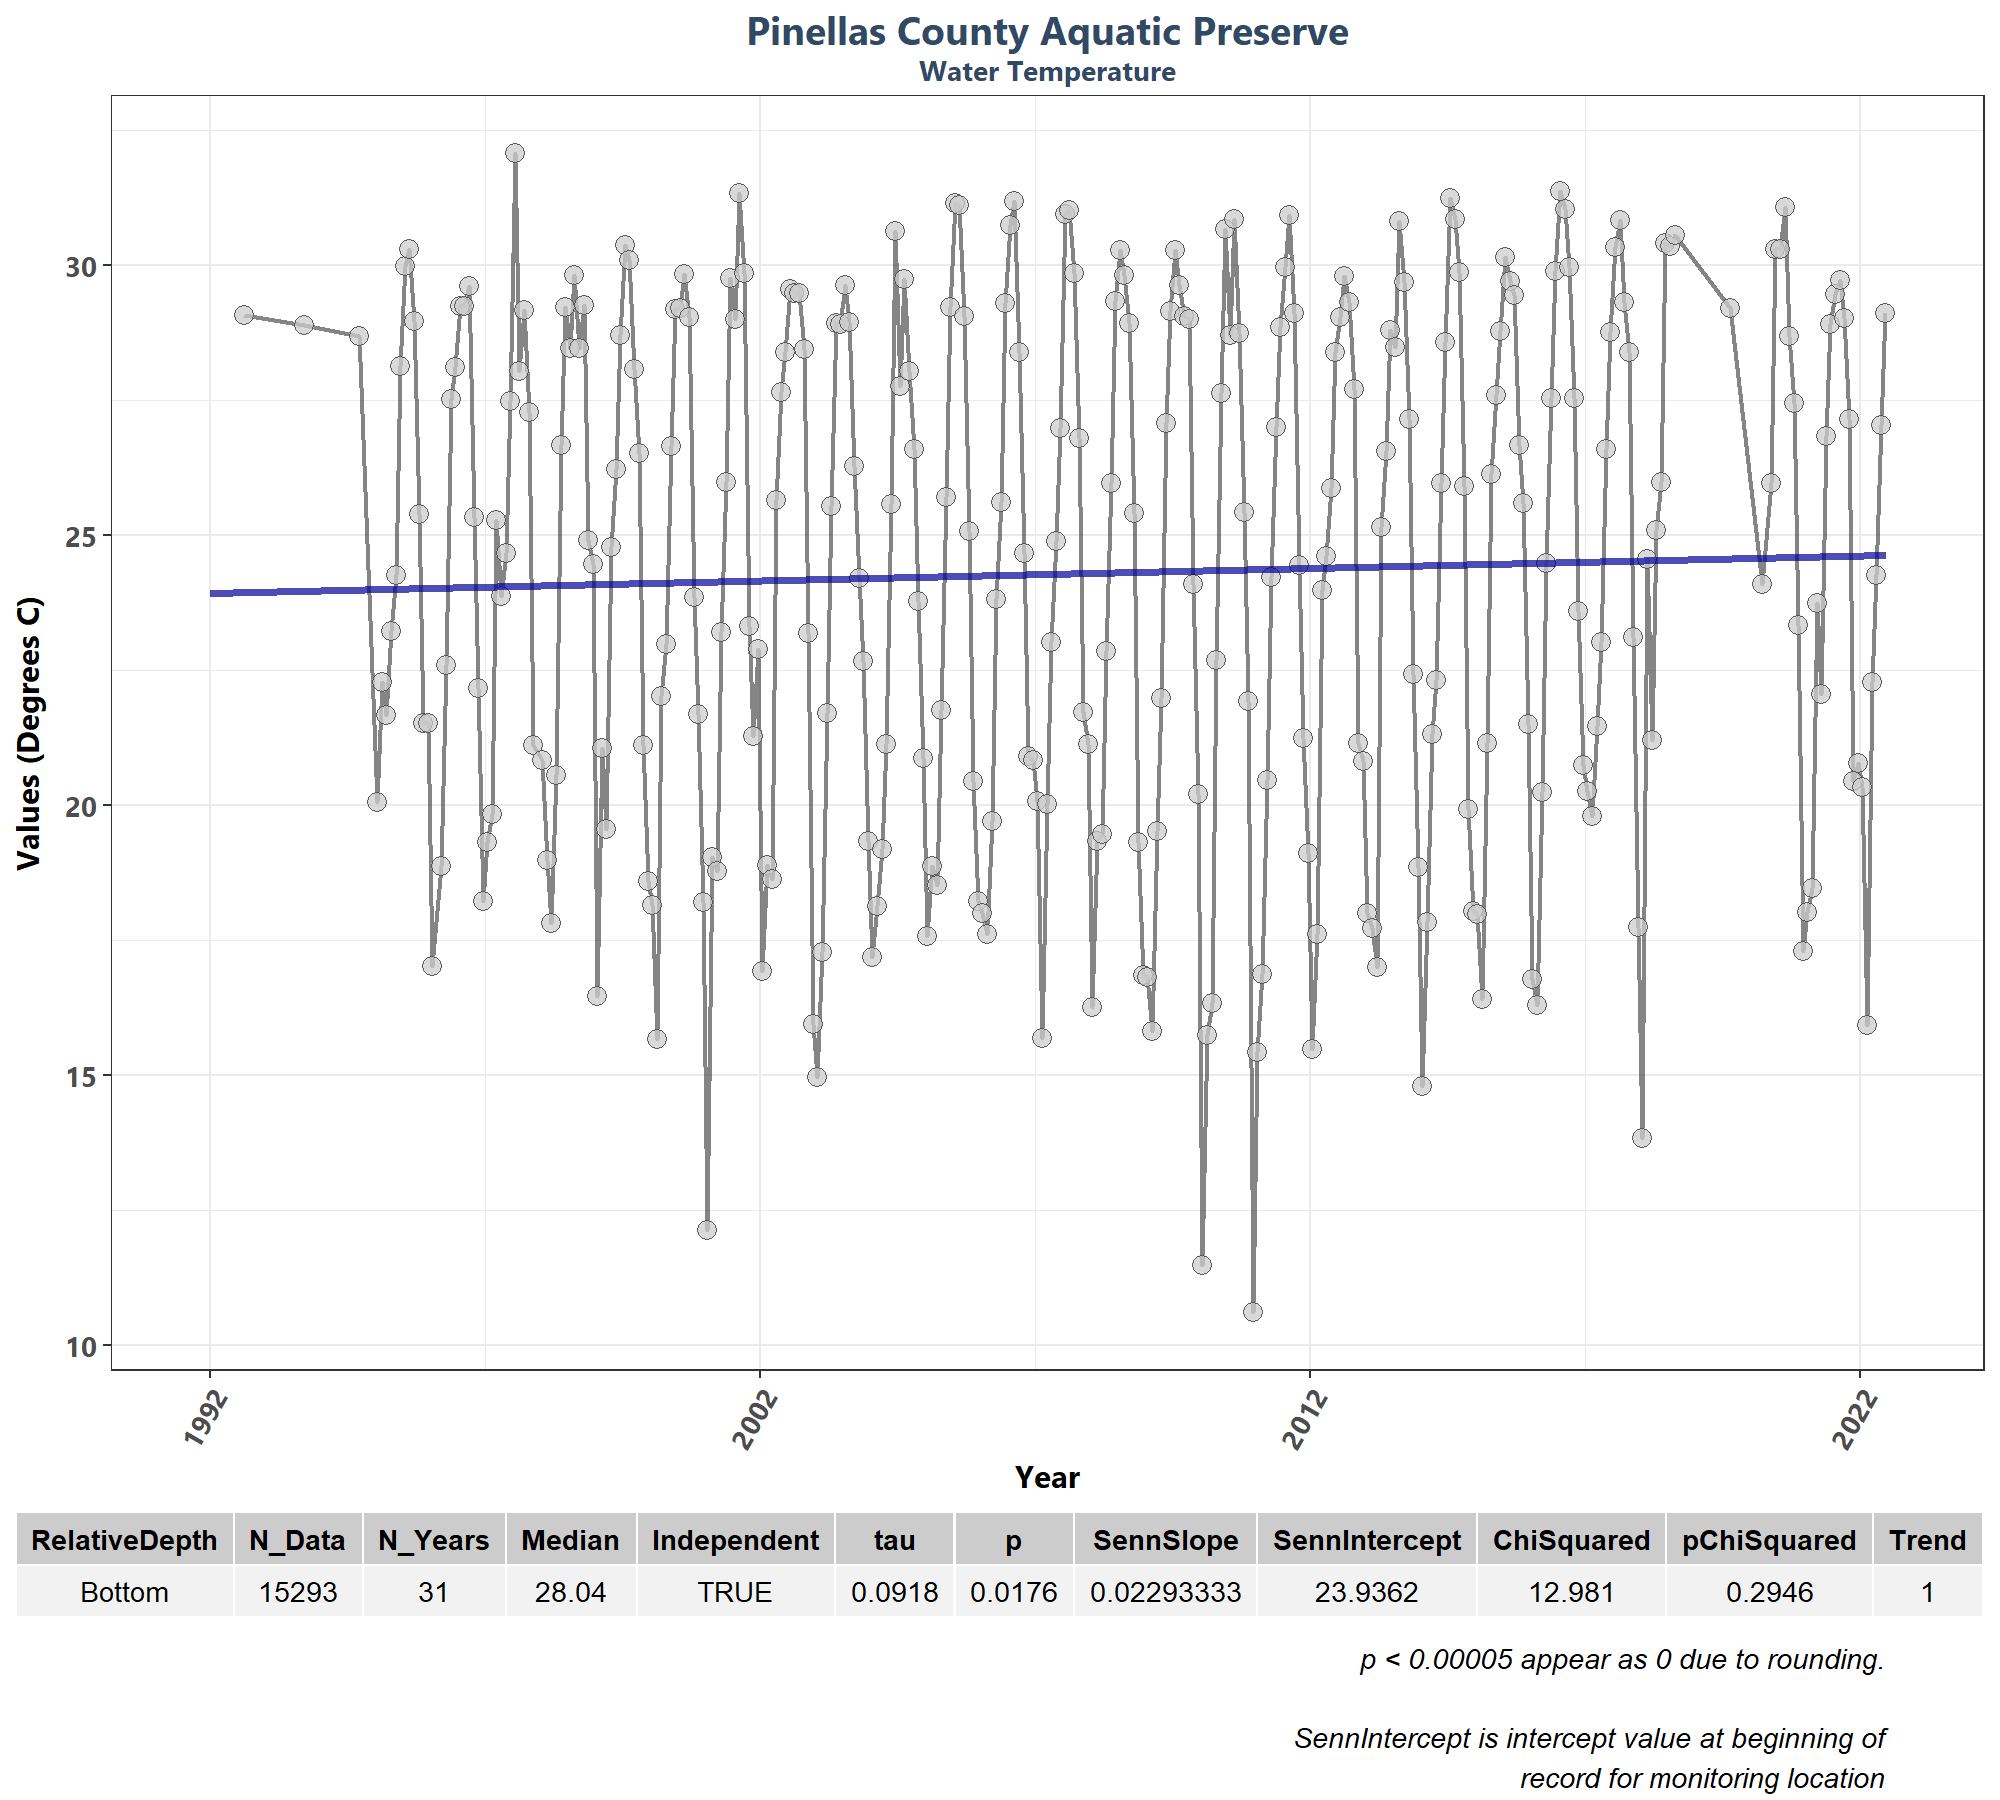 Pinellas County Aquatic Preserve
Water Temperature
Values (Degrees C)
30
25
20
15
10
1992
2002
2012
2022
Year
RelativeDepth N_Data N_Years Median Independent tau p SennSlope SennIntercept ChiSquared pChiSquared Trend
Bottom 15293 31 28.04 TRUE 0.0918 0.0176 0.02293333 23.9362 12.981 0.2946 1
p < 0.00005 appear as 0 due to rounding.
SennIntercept is intercept value at beginning of
record for monitoring location